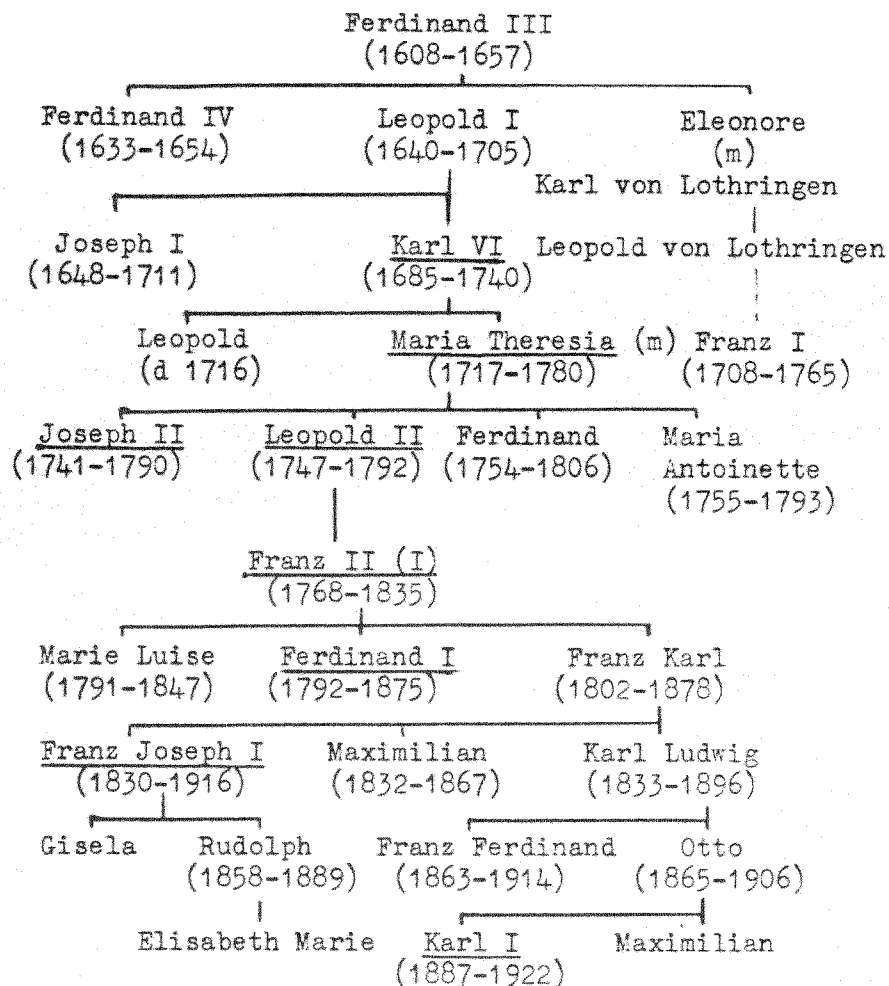 Ferdinand III
(1608-1657)
Ferdinand IV Leopold I Eleonore
(1633-1654) (1640-1705) (m)
Karl von Lothringen
Joseph I Karl VI Leopold von Lothringen
(1648-1711) (1685-1740)
Leopold Maria Theresia (m) Franz I
(d 1716) (1717-1780) (1708-1765)
Joseph II Leopold II Ferdinand Maria
(1741-1790) (1747-1792) (1754-1806) Antoinette
(1755-1793)
Franz II (I)
(1768-1835)
Marie Luise Ferdinand I Franz Karl
(1791-1847) (1792-1875) (1802-1878)
Franz Joseph I Maximilian Karl Ludwig
(1830-1916) (1832-1867) (1833-1896)
Gisela Rudolph Franz Ferdinand Otto
(1858-1889) (1863-1914) (1865-1906)
Elisabeth Marie Karl I Maximilian
(1887-1922)